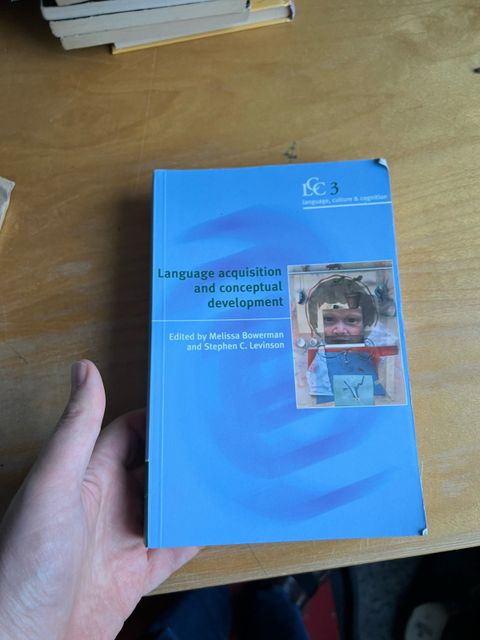 LCC 3
language, culture & cognition
Language acquisition
and conceptual
development
Edited by Melissa Bowerman
and Stephen C. Levinson